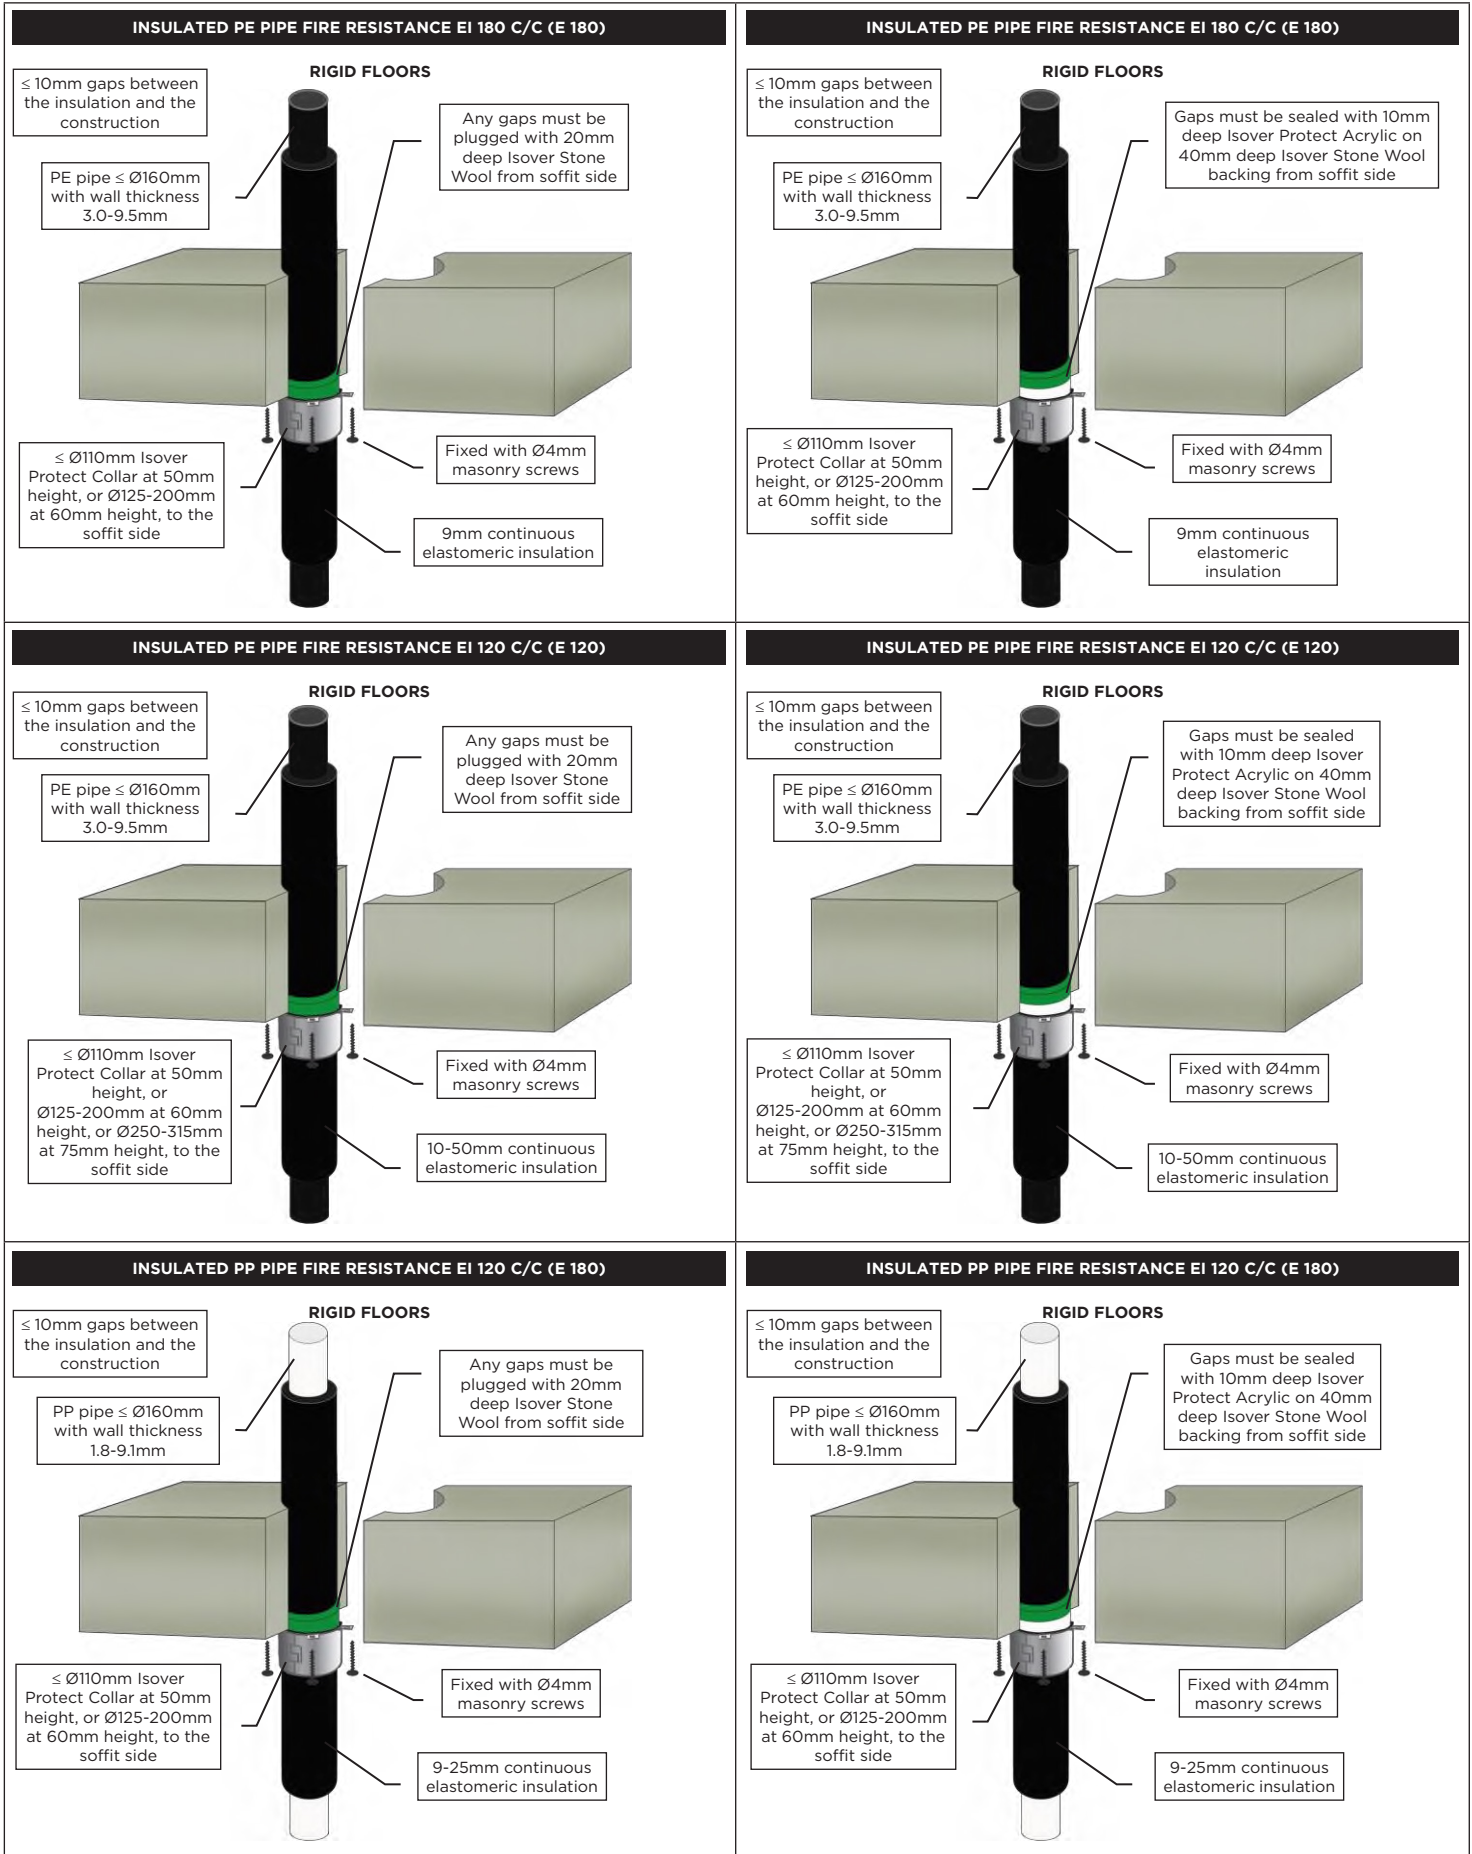 INSULATED PE PIPE FIRE RESISTANCE EI 180 C/C (E 180)
RIGID FLOORS
≤ 10mm gaps between
the insulation and the
construction
Any gaps must be
plugged with 20mm
deep Isover Stone
Wool from soffit side
PE pipe ≤ Ø160mm
with wall thickness
3.0-9.5mm
≤ Ø110mm Isover
Protect Collar at 50mm
height, or Ø125-200mm
at 60mm height, to the
soffit side
Fixed with Ø4mm
masonry screws
9mm continuous
elastomeric insulation
INSULATED PE PIPE FIRE RESISTANCE EI 180 C/C (E 180)
RIGID FLOORS
≤ 10mm gaps between
the insulation and the
construction
Gaps must be sealed with 10mm
deep Isover Protect Acrylic on
40mm deep Isover Stone Wool
backing from soffit side
PE pipe ≤ Ø160mm
with wall thickness
3.0-9.5mm
≤ Ø110mm Isover
Protect Collar at 50mm
height, or Ø125-200mm
at 60mm height, to the
soffit side
Fixed with Ø4mm
masonry screws
9mm continuous
elastomeric
insulation
INSULATED PE PIPE FIRE RESISTANCE EI 120 C/C (E 120)
RIGID FLOORS
≤ 10mm gaps between
the insulation and the
construction
Any gaps must be
plugged with 20mm
deep Isover Stone
Wool from soffit side
PE pipe ≤ Ø160mm
with wall thickness
3.0-9.5mm
≤ Ø110mm Isover
Protect Collar at 50mm
height, or
Ø125-200mm at 60mm
height, or Ø250-315mm
at 75mm height, to the
soffit side
Fixed with Ø4mm
masonry screws
10-50mm continuous
elastomeric insulation
INSULATED PE PIPE FIRE RESISTANCE EI 120 C/C (E 120)
RIGID FLOORS
≤ 10mm gaps between
the insulation and the
construction
Gaps must be sealed
with 10mm deep Isover
Protect Acrylic on 40mm
deep Isover Stone Wool
backing from soffit side
PE pipe ≤ Ø160mm
with wall thickness
3.0-9.5mm
≤ Ø110mm Isover
Protect Collar at 50mm
height, or
Ø125-200mm at 60mm
height, or Ø250-315mm
at 75mm height, to the
soffit side
Fixed with Ø4mm
masonry screws
10-50mm continuous
elastomeric insulation
INSULATED PP PIPE FIRE RESISTANCE EI 120 C/C (E 180)
RIGID FLOORS
≤ 10mm gaps between
the insulation and the
construction
Any gaps must be
plugged with 20mm
deep Isover Stone
Wool from soffit side
PP pipe ≤ Ø160mm
with wall thickness
1.8-9.1mm
≤ Ø110mm Isover
Protect Collar at 50mm
height, or Ø125-200mm
at 60mm height, to the
soffit side
Fixed with Ø4mm
masonry screws
9-25mm continuous
elastomeric insulation
INSULATED PP PIPE FIRE RESISTANCE EI 120 C/C (E 180)
RIGID FLOORS
≤ 10mm gaps between
the insulation and the
construction
Gaps must be sealed
with 10mm deep Isover
Protect Acrylic on 40mm
deep Isover Stone Wool
backing from soffit side
PP pipe ≤ Ø160mm
with wall thickness
1.8-9.1mm
≤ Ø110mm Isover
Protect Collar at 50mm
height, or Ø125-200mm
at 60mm height, to the
soffit side
Fixed with Ø4mm
masonry screws
9-25mm continuous
elastomeric insulation